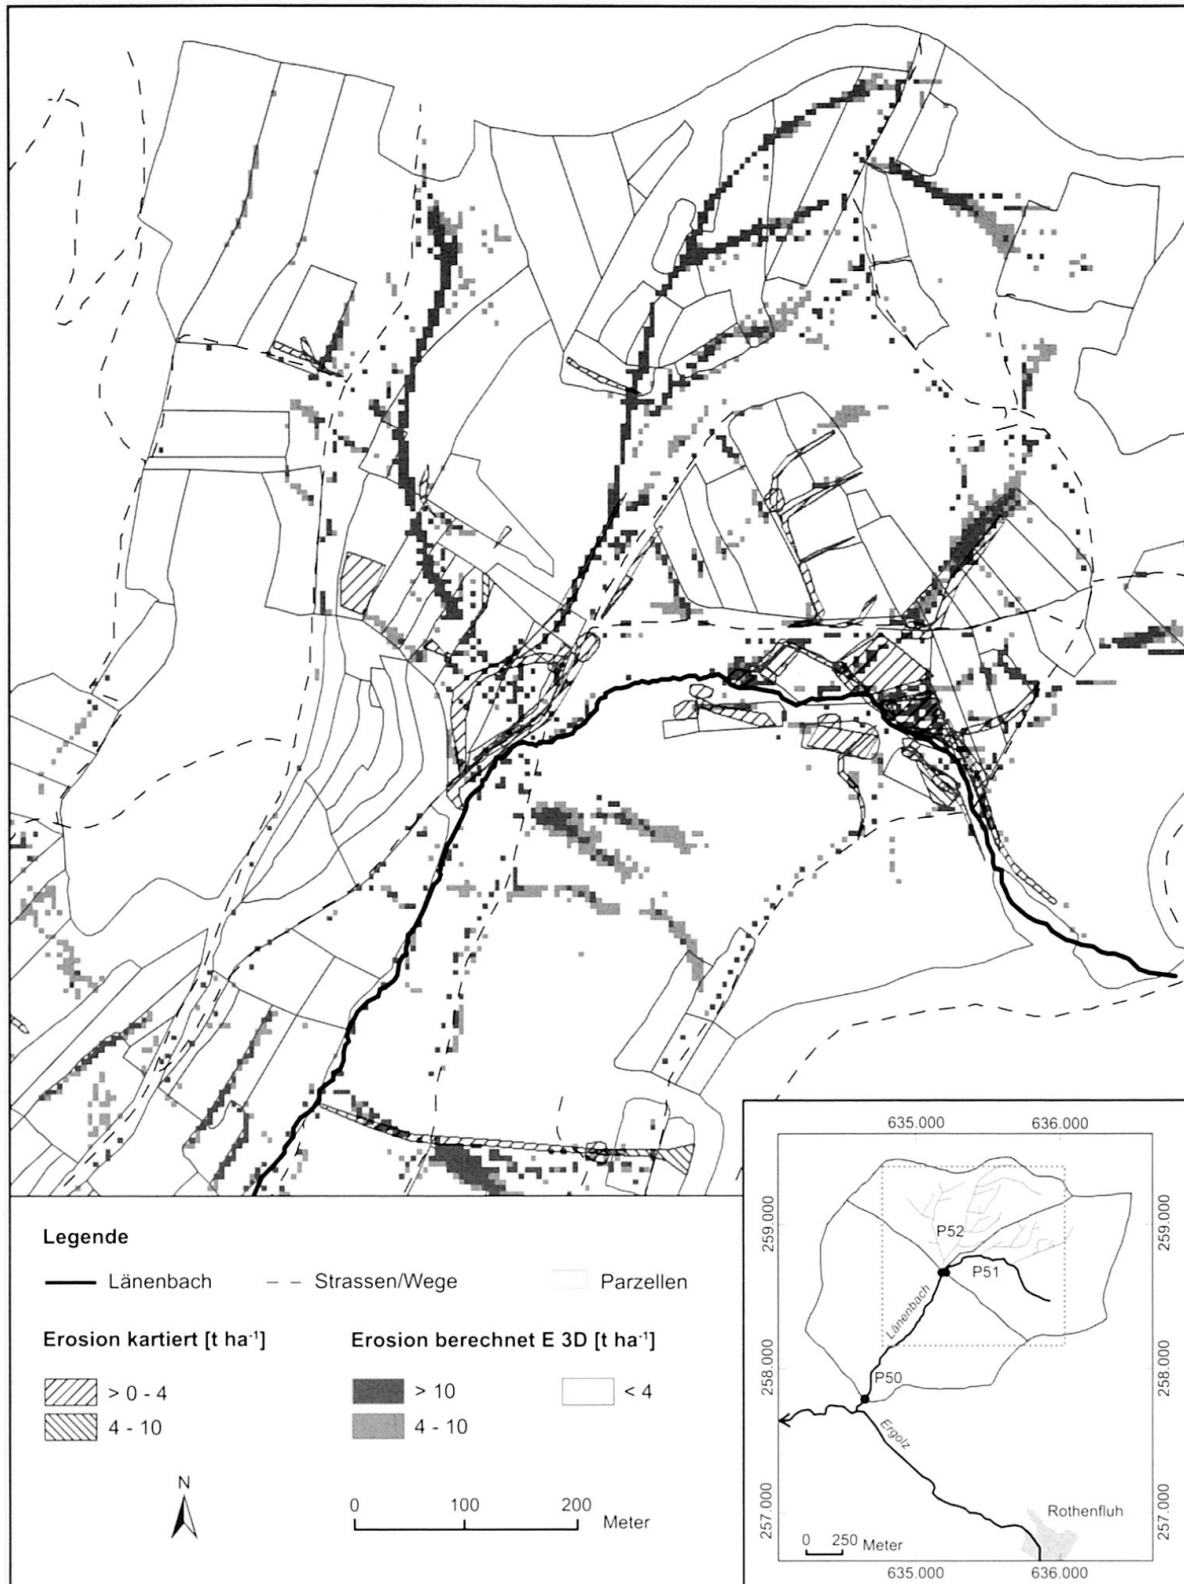 Legende
Länenbach
Strassen/Wege
Parzellen
Erosion kartiert [t ha⁻¹]
> 0 - 4
4 - 10
Erosion berechnet E 3D [t ha⁻¹]
> 10
4 - 10
< 4
N
0 100 200
Meter
635.000 636.000
259.000
258.000
257.000
P52
P51
Länenbach
P50
Ergolz
Rothenfluh
0 250 Meter
259.000
258.000
257.000
635.000 636.000